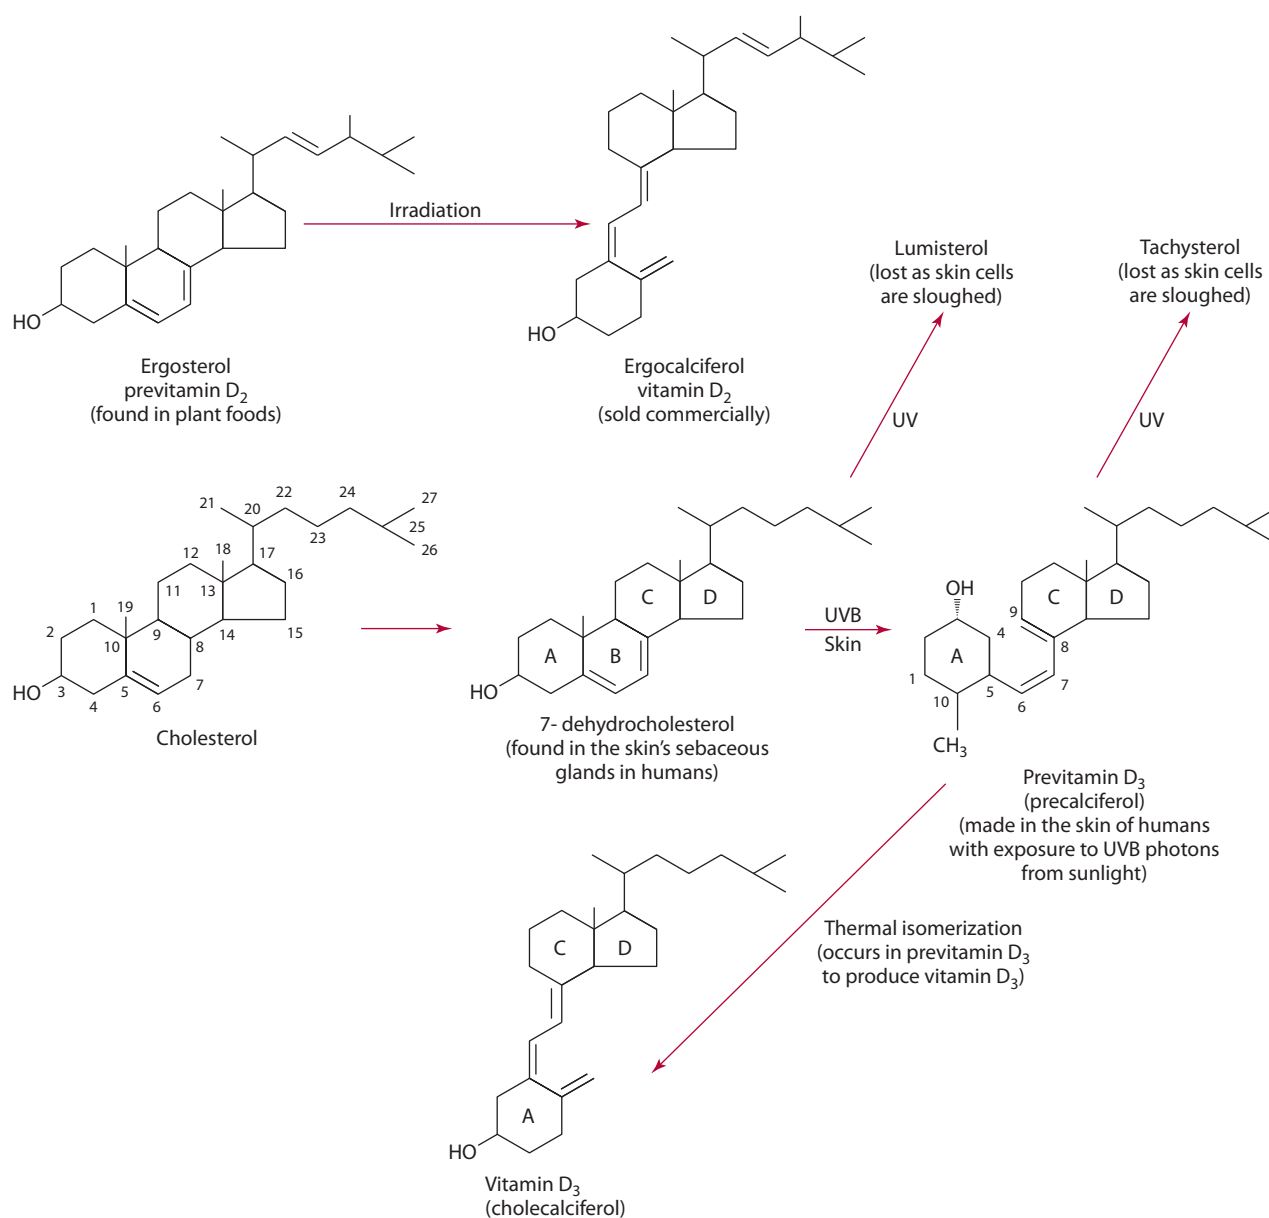 Irradiation
HO
Ergosterol
previtamin D₂
(found in plant foods)
HO
Ergocalciferol
vitamin D₂
(sold commercially)
Lumisterol
(lost as skin cells
are sloughed)
UV
Tachysterol
(lost as skin cells
are sloughed)
UV
21
22
24
27
20
23
25
26
12
18
17
16
11
13
1
19
15
2
9
14
10
8
HO
3
5
7
4
6
Cholesterol
C
D
A
B
HO
7- dehydrocholesterol
(found in the skin's sebaceous
glands in humans)
UVB
Skin
OH
C
D
9
4
8
A
1
5
7
10
6
CH₃
Previtamin D₃
(precalciferol)
(made in the skin of humans
with exposure to UVB photons
from sunlight)
Thermal isomerization
(occurs in previtamin D₃
to produce vitamin D₃)
C
D
A
HO
Vitamin D₃
(cholecalciferol)